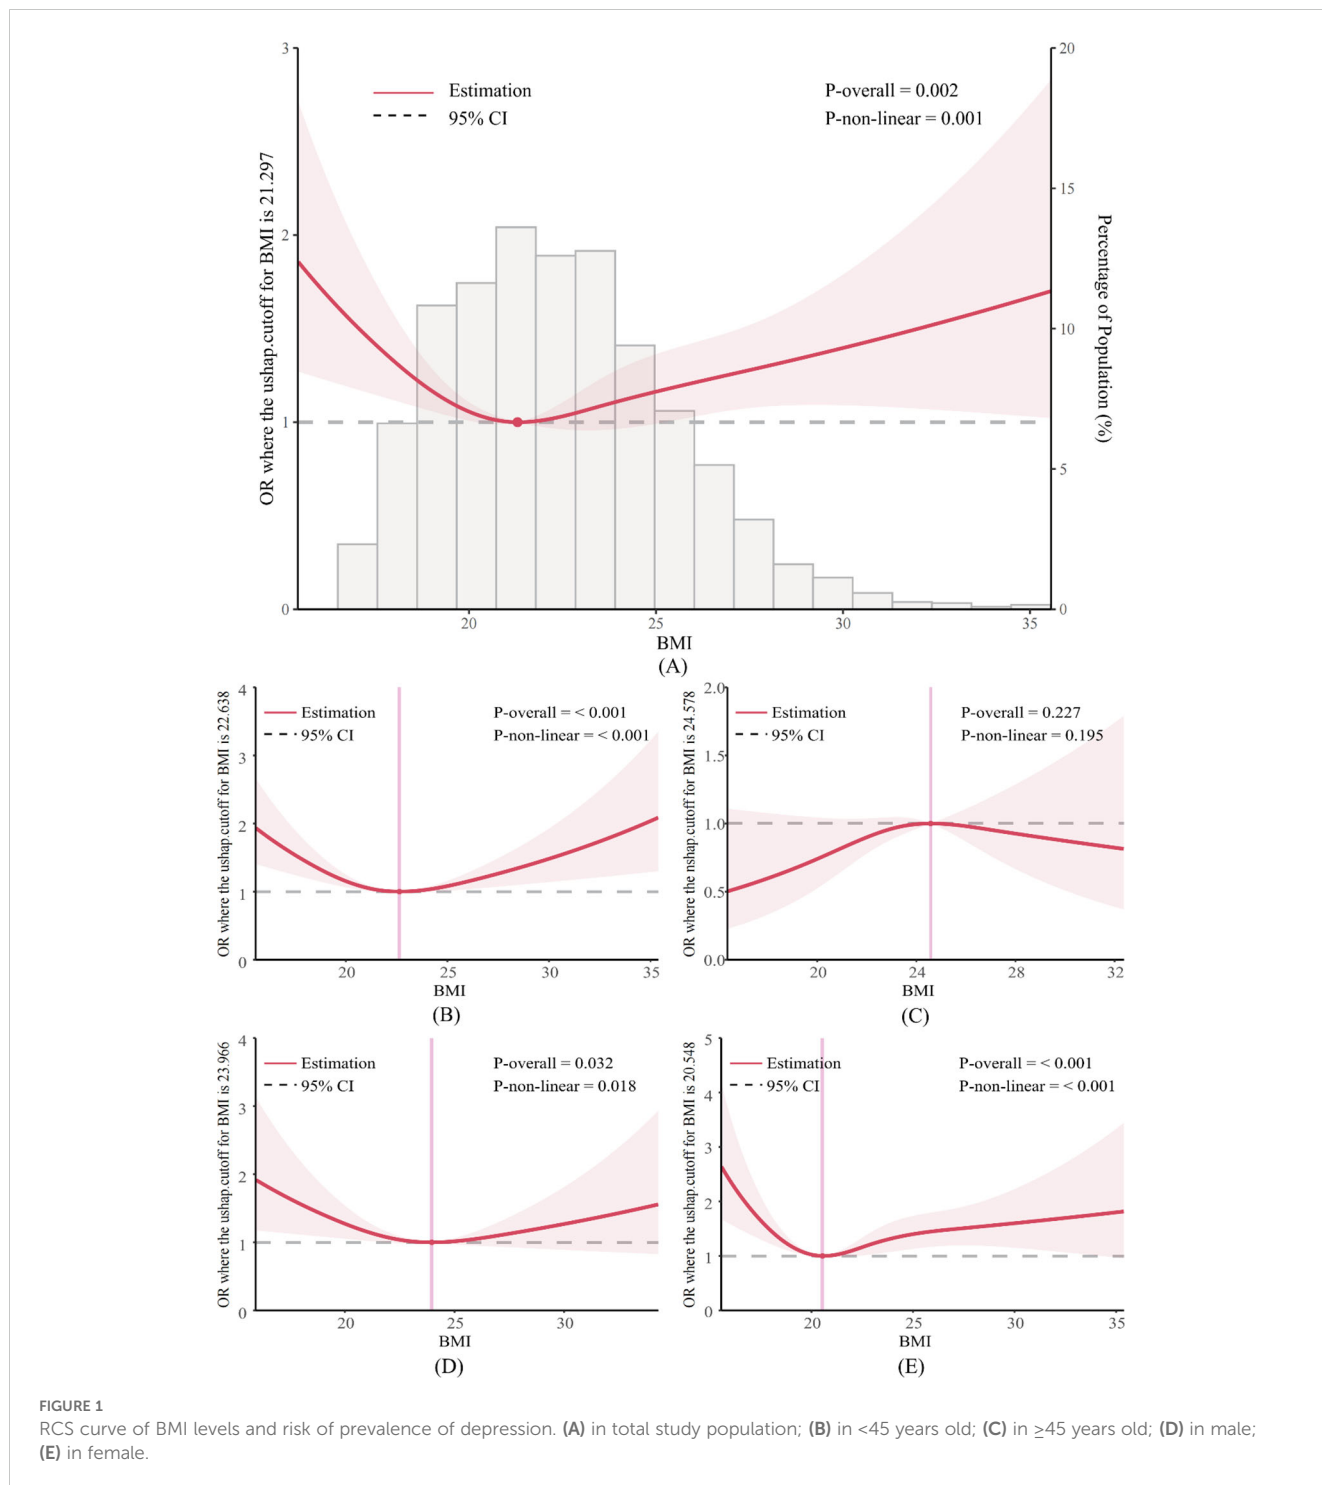 3
20
Estimation
95% CI
P-overall = 0.002
P-non-linear = 0.001
OR where the ushap.cutoff for BMI is 21.297
Percentage of Population (%)
15
2
10
1
5
0
0
20
25
30
35
BMI
(A)
4
Estimation
95% CI
P-overall = < 0.001
P-non-linear = < 0.001
OR where the ushap.cutoff for BMI is 22.638
3
2
1
0
20
25
30
35
BMI
(B)
2.0
Estimation
95% CI
P-overall = 0.227
P-non-linear = 0.195
OR where the nshap.cutoff for BMI is 24.578
1.5
1.0
0.5
0.0
20
24
28
32
BMI
(C)
4
Estimation
95% CI
P-overall = 0.032
P-non-linear = 0.018
OR where the ushap.cutoff for BMI is 23.966
3
2
1
0
20
25
30
BMI
(D)
5
Estimation
95% CI
P-overall = < 0.001
P-non-linear = < 0.001
OR where the ushap.cutoff for BMI is 20.548
4
3
2
1
0
20
25
30
35
BMI
(E)
FIGURE 1
RCS curve of BMI levels and risk of prevalence of depression. (A) in total study population; (B) in <45 years old; (C) in ≥45 years old; (D) in male;
(E) in female.